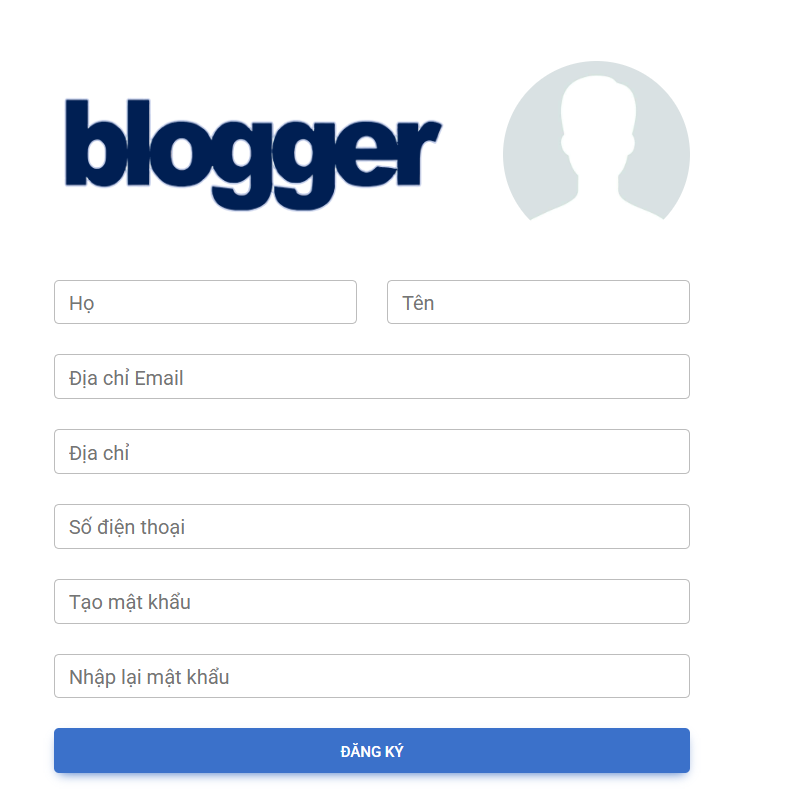 blogger
Họ
Tên
Địa chỉ Email
Địa chỉ
Số điện thoại
Tạo mật khẩu
Nhập lại mật khẩu
ĐĂNG KÝ